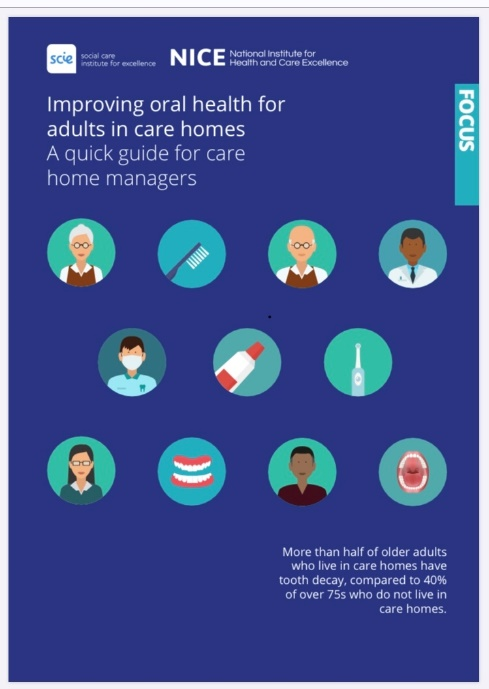 scie
social care
institute for excellence
NICE National Institute for
Health and Care Excellence
Improving oral health for
adults in care homes
A quick guide for care
home managers
FOCUS
More than half of older adults
who live in care homes have
tooth decay, compared to 40%
of over 75s who do not live in
care homes.